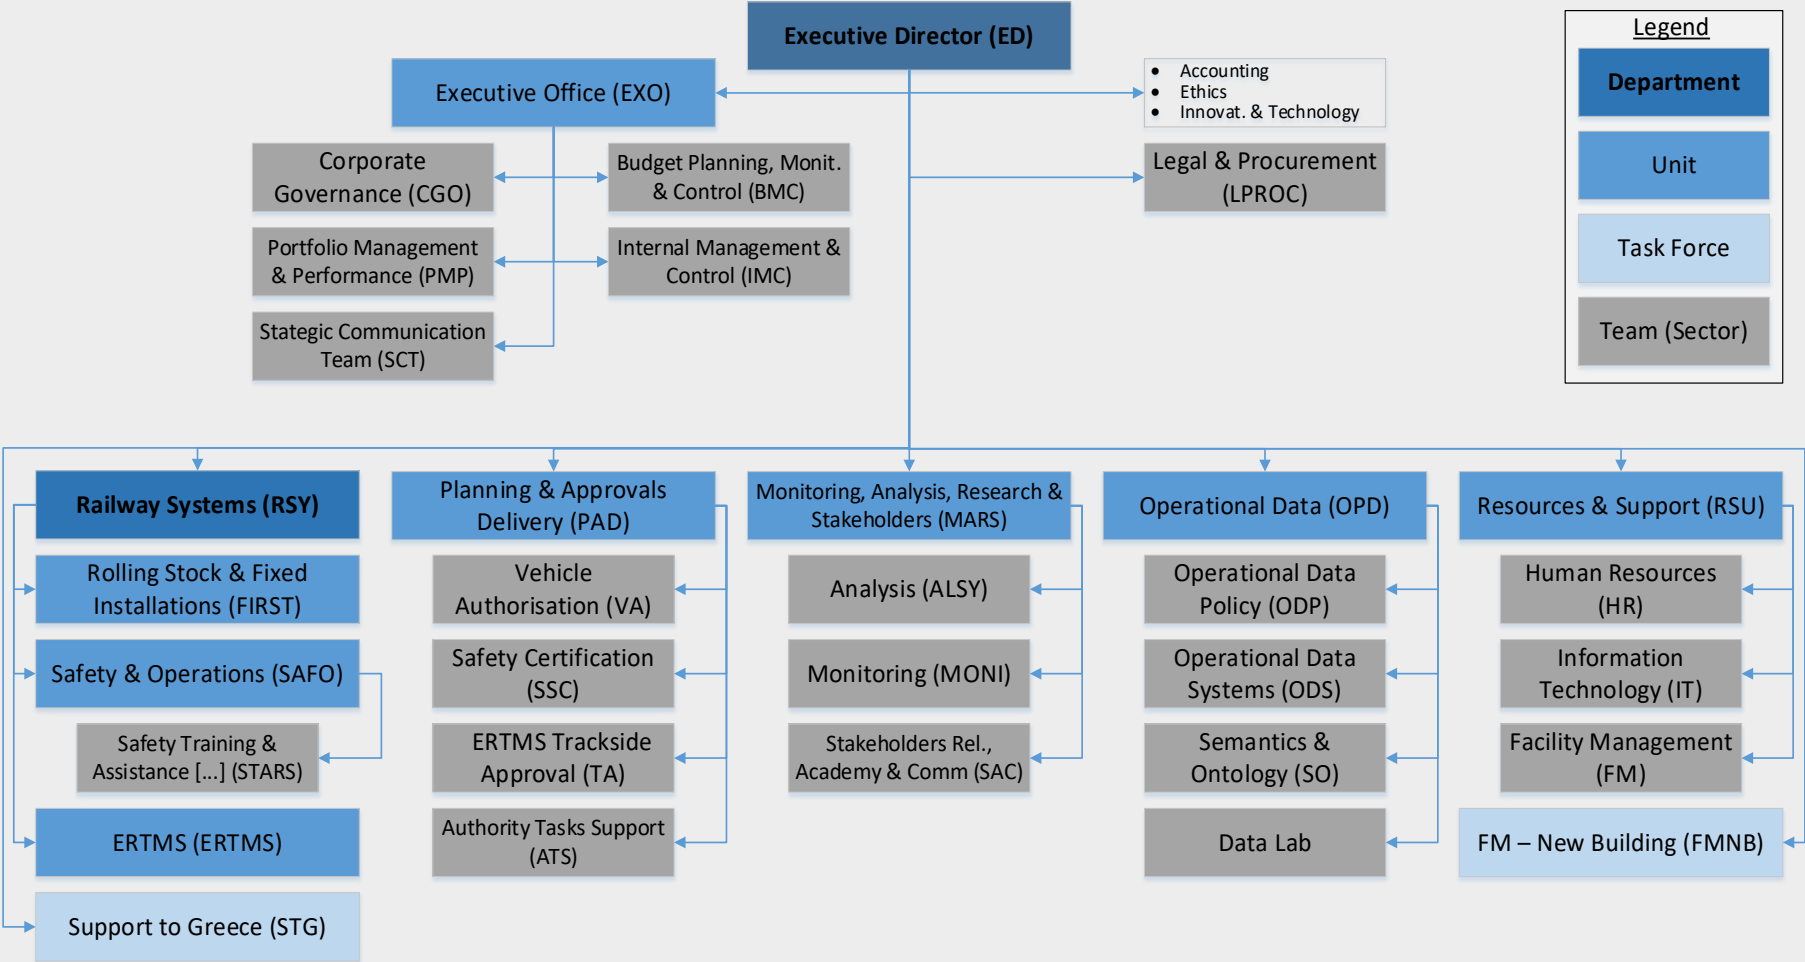 Executive Director (ED)
Executive Office (EXO)
• Accounting
• Ethics
• Innovat. & Technology
Corporate
Governance (CGO)
Budget Planning, Monit.
& Control (BMC)
Legal & Procurement
(LPROC)
Portfolio Management
& Performance (PMP)
Internal Management &
Control (IMC)
Stategic Communication
Team (SCT)
Legend
Department
Unit
Task Force
Team (Sector)
Railway Systems (RSY)
Rolling Stock & Fixed
Installations (FIRST)
Safety & Operations (SAFO)
Safety Training &
Assistance [...] (STARS)
ERTMS (ERTMS)
Support to Greece (STG)
Planning & Approvals
Delivery (PAD)
Vehicle
Authorisation (VA)
Safety Certification
(SSC)
ERTMS Trackside
Approval (TA)
Authority Tasks Support
(ATS)
Monitoring, Analysis, Research &
Stakeholders (MARS)
Analysis (ALSY)
Monitoring (MONI)
Stakeholders Rel.,
Academy & Comm (SAC)
Operational Data (OPD)
Operational Data
Policy (ODP)
Operational Data
Systems (ODS)
Semantics &
Ontology (SO)
Data Lab
Resources & Support (RSU)
Human Resources
(HR)
Information
Technology (IT)
Facility Management
(FM)
FM – New Building (FMNB)